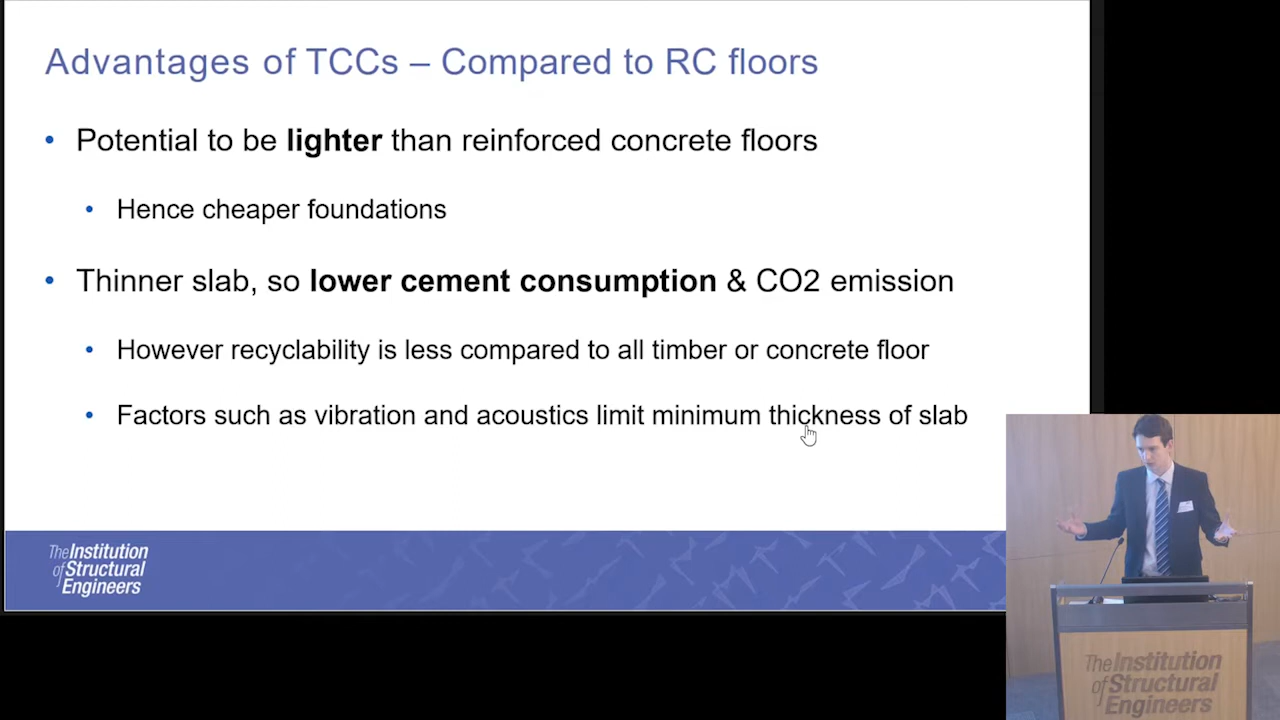 Advantages of TCCs – Compared to RC floors
• Potential to be lighter than reinforced concrete floors
• Hence cheaper foundations
• Thinner slab, so lower cement consumption & CO2 emission
• However recyclability is less compared to all timber or concrete floor
• Factors such as vibration and acoustics limit minimum thickness of slab
The Institution
of Structural
Engineers
The Institution
of Structural
Engineers